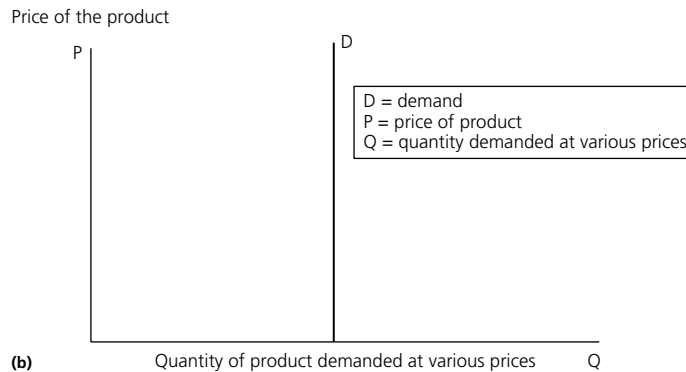 Price of the product
P
D
D = demand
P = price of product
Q = quantity demanded at various prices
(b)
Quantity of product demanded at various prices
Q